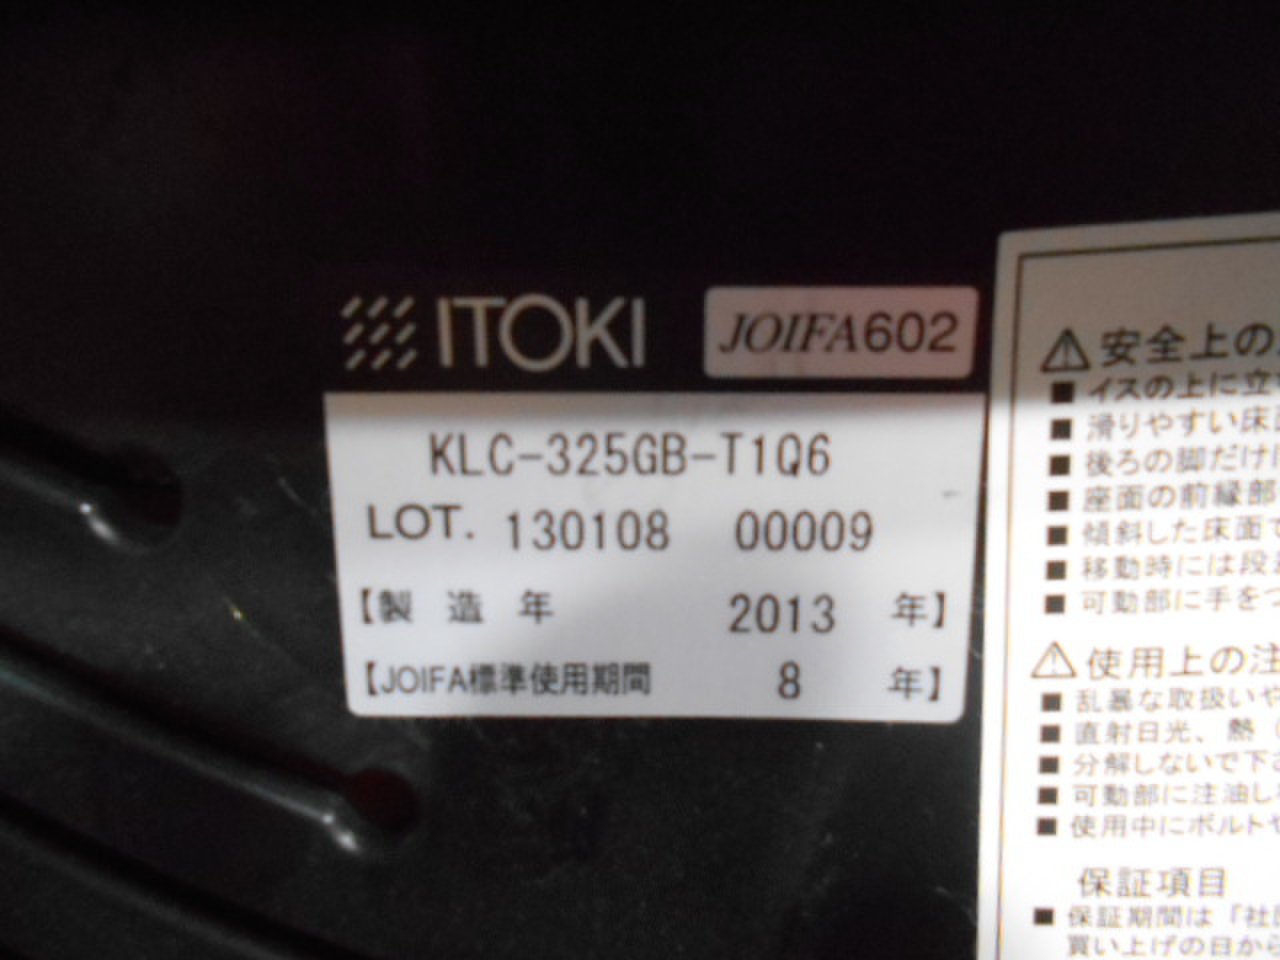 ITOKI JOIFA602
KLC-325GB-T1Q6
LOT. 130108 00009
【製 造 年 2013 年】
【JOIFA標準使用期間 8 年】
⚠安全上の
■ イスの上に立
■ 滑りやすい床
■ 後ろの脚だけ
■ 座面の前縁部
■ 傾斜した床面
■ 移動時には段
■ 可動部に手を
⚠使用上の注
■ 乱暴な取扱いや
■ 直射日光、熱
■ 分解しないで下さ
■ 可動部に注油し
■ 使用中にボルトや
保証項目
■ 保証期間は「社団
買い上げの日から